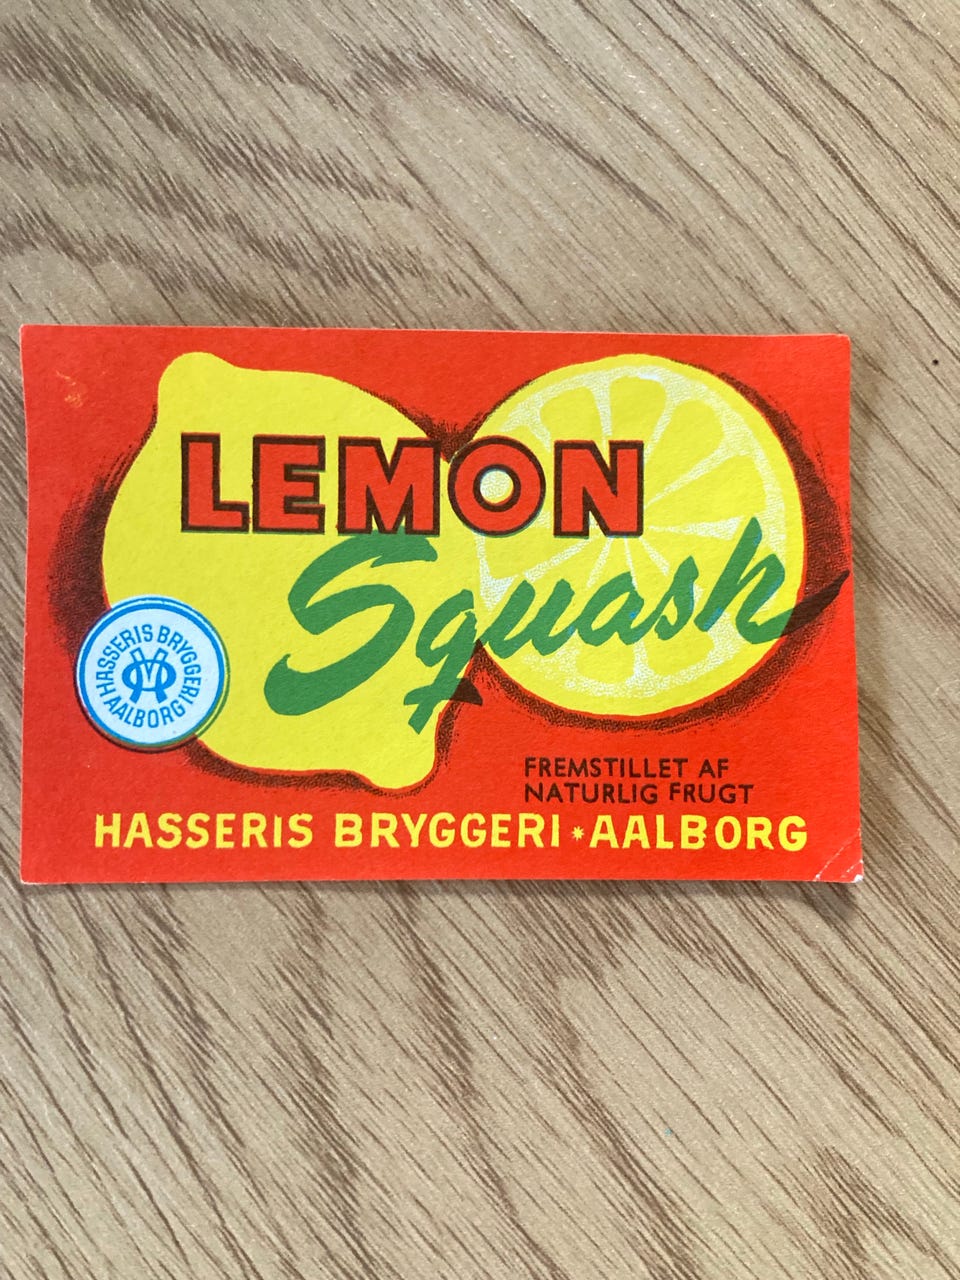 LEMON
Squash
HASSERIS BRYGGERI
AALBORG
FREMSTILLET AF
NATURLIG FRUGT
HASSERIS BRYGGERI * AALBORG